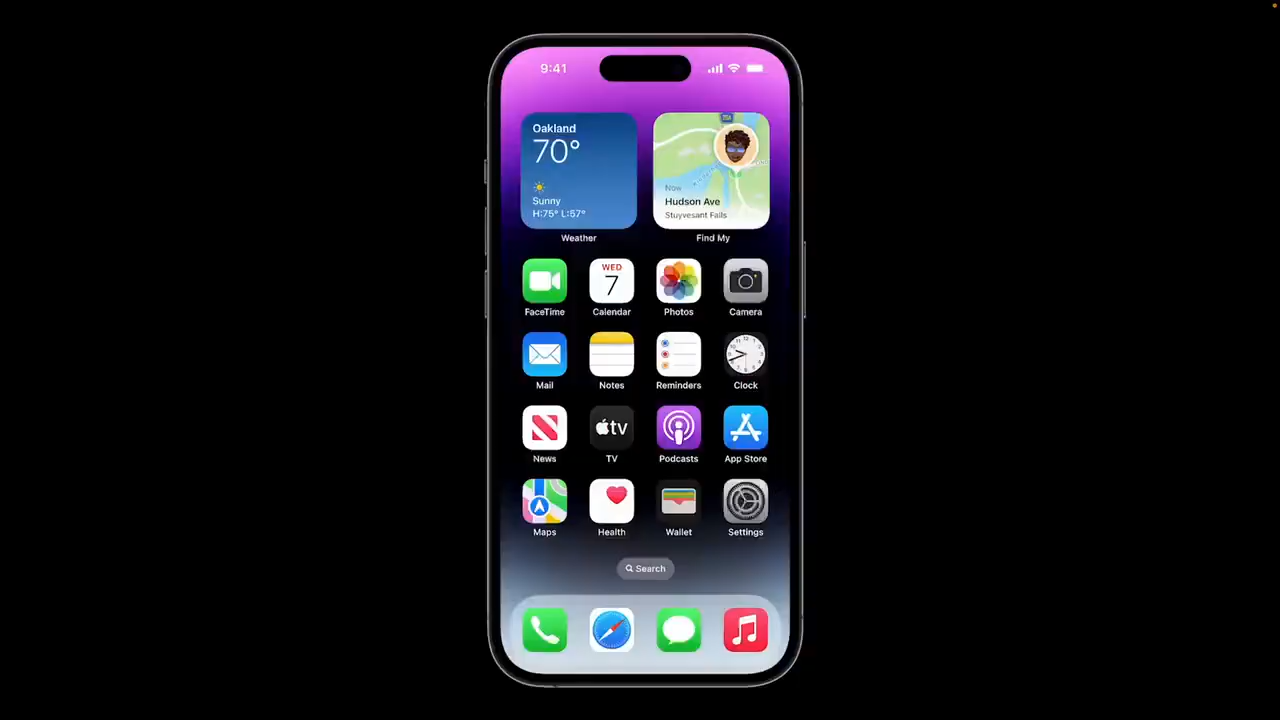 9:41
Oakland
70°
Sunny
H:75° L:57°
Weather
Now
Hudson Ave
Stuyvesant Falls
Find My
FaceTime
WED
7
Calendar
Photos
Camera
Mail
Notes
Reminders
Clock
News
tv
TV
Podcasts
App Store
Maps
Health
Wallet
Settings
Search